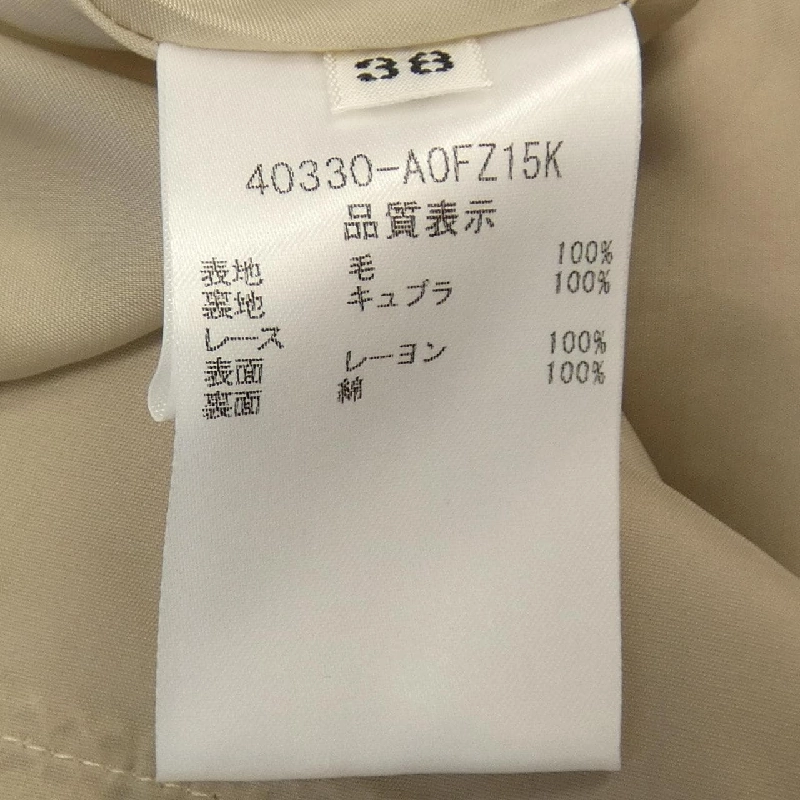 38
40330-A0FZ15K
品質表示
表地 毛 100%
裏地 キュプラ 100%
レース
表面 レーヨン 100%
裏面 綿 100%